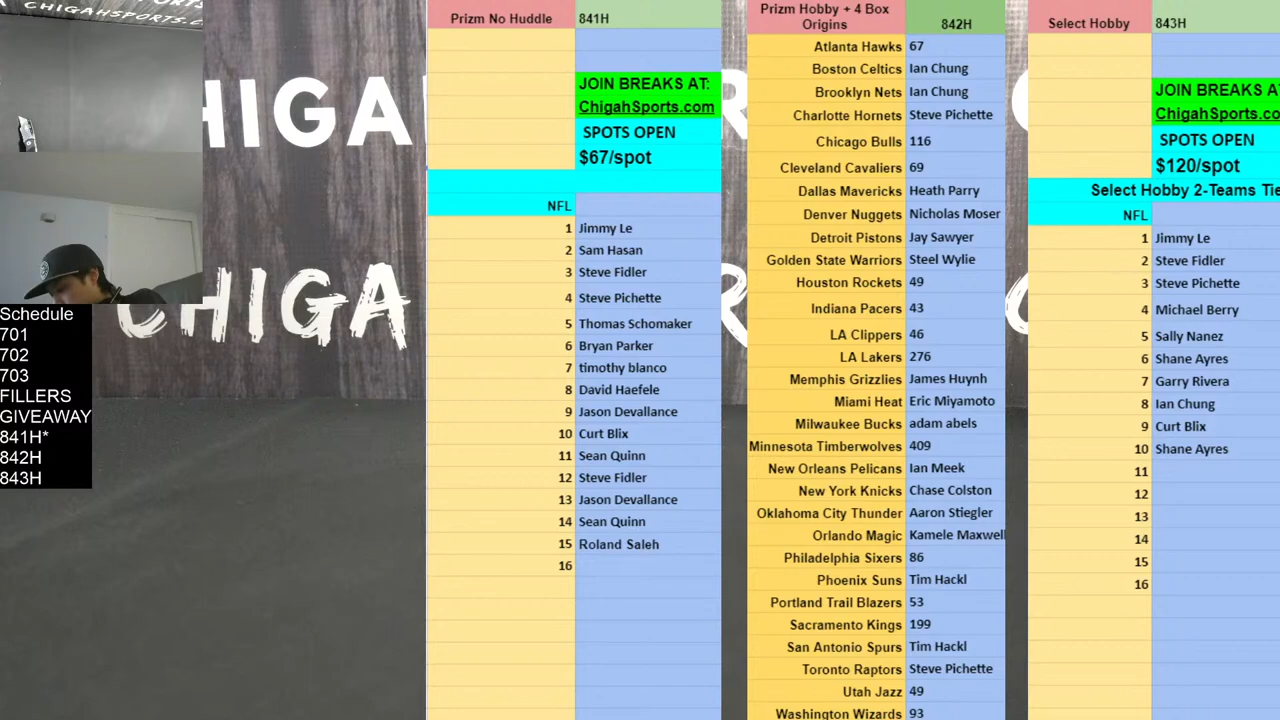 CHIGAHSPORTS.C
CHIGA
CHIGA
Schedule
701
702
703
FILLERS
GIVEAWAY
841H*
842H
843H
Prizm No Huddle 841H
JOIN BREAKS AT:
ChigahSports.com
SPOTS OPEN
$67/spot
NFL
1 Jimmy Le
2 Sam Hasan
3 Steve Fidler
4 Steve Pichette
5 Thomas Schomaker
6 Bryan Parker
7 timothy blanco
8 David Haefele
9 Jason Devallance
10 Curt Blix
11 Sean Quinn
12 Steve Fidler
13 Jason Devallance
14 Sean Quinn
15 Roland Saleh
16
Prizm Hobby + 4 Box
Origins 842H
Atlanta Hawks 67
Boston Celtics Ian Chung
Brooklyn Nets Ian Chung
Charlotte Hornets Steve Pichette
Chicago Bulls 116
Cleveland Cavaliers 69
Dallas Mavericks Heath Parry
Denver Nuggets Nicholas Moser
Detroit Pistons Jay Sawyer
Golden State Warriors Steel Wylie
Houston Rockets 49
Indiana Pacers 43
LA Clippers 46
LA Lakers 276
Memphis Grizzlies James Huynh
Miami Heat Eric Miyamoto
Milwaukee Bucks adam abels
Minnesota Timberwolves 409
New Orleans Pelicans Ian Meek
New York Knicks Chase Colston
Oklahoma City Thunder Aaron Stiegler
Orlando Magic Kamele Maxwell
Philadelphia Sixers 86
Phoenix Suns Tim Hackl
Portland Trail Blazers 53
Sacramento Kings 199
San Antonio Spurs Tim Hackl
Toronto Raptors Steve Pichette
Utah Jazz 49
Washington Wizards 93
Select Hobby 843H
JOIN BREAKS AT
ChigahSports.co
SPOTS OPEN
$120/spot
Select Hobby 2-Teams Tie
NFL
1 Jimmy Le
2 Steve Fidler
3 Steve Pichette
4 Michael Berry
5 Sally Nanez
6 Shane Ayres
7 Garry Rivera
8 Ian Chung
9 Curt Blix
10 Shane Ayres
11
12
13
14
15
16